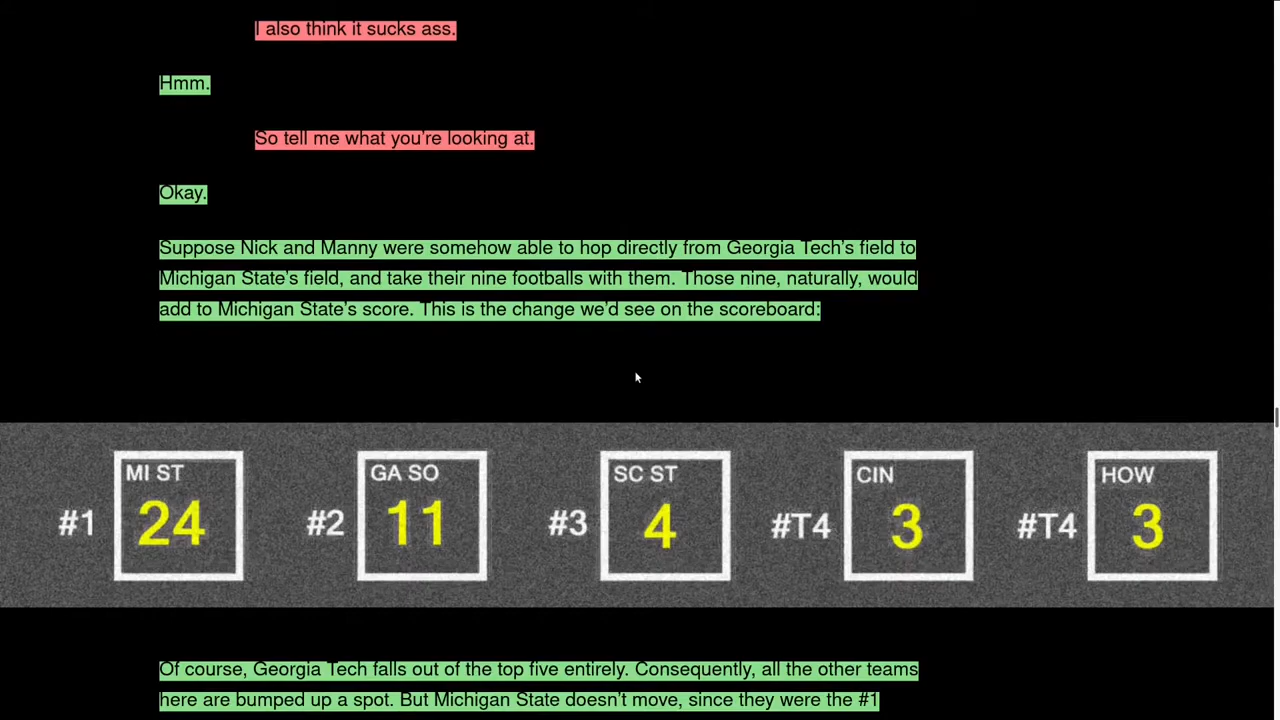 I also think it sucks ass.
Hmm.
So tell me what you’re looking at.
Okay.
Suppose Nick and Manny were somehow able to hop directly from Georgia Tech’s field to
Michigan State’s field, and take their nine footballs with them. Those nine, naturally, would
add to Michigan State’s score. This is the change we’d see on the scoreboard:
#1 MI ST 24
#2 GA SO 11
#3 SC ST 4
#T4 CIN 3
#T4 HOW 3
Of course, Georgia Tech falls out of the top five entirely. Consequently, all the other teams
here are bumped up a spot. But Michigan State doesn’t move, since they were the #1